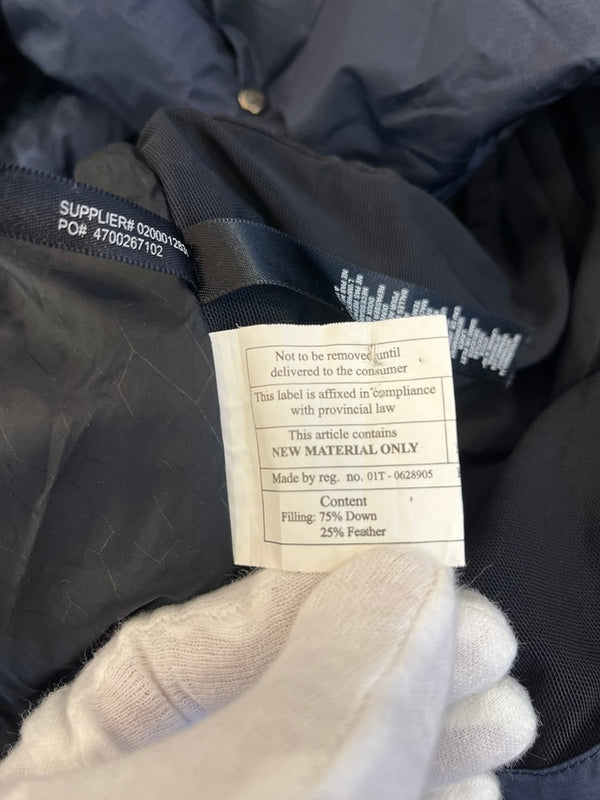 SUPPLIER# 020001283
PO# 4700267102
Not to be removed until
delivered to the consumer
This label is affixed in compliance
with provincial law
This article contains
NEW MATERIAL ONLY
Made by reg. no. 01T - 0628905
Content
Filling: 75% Down
25% Feather